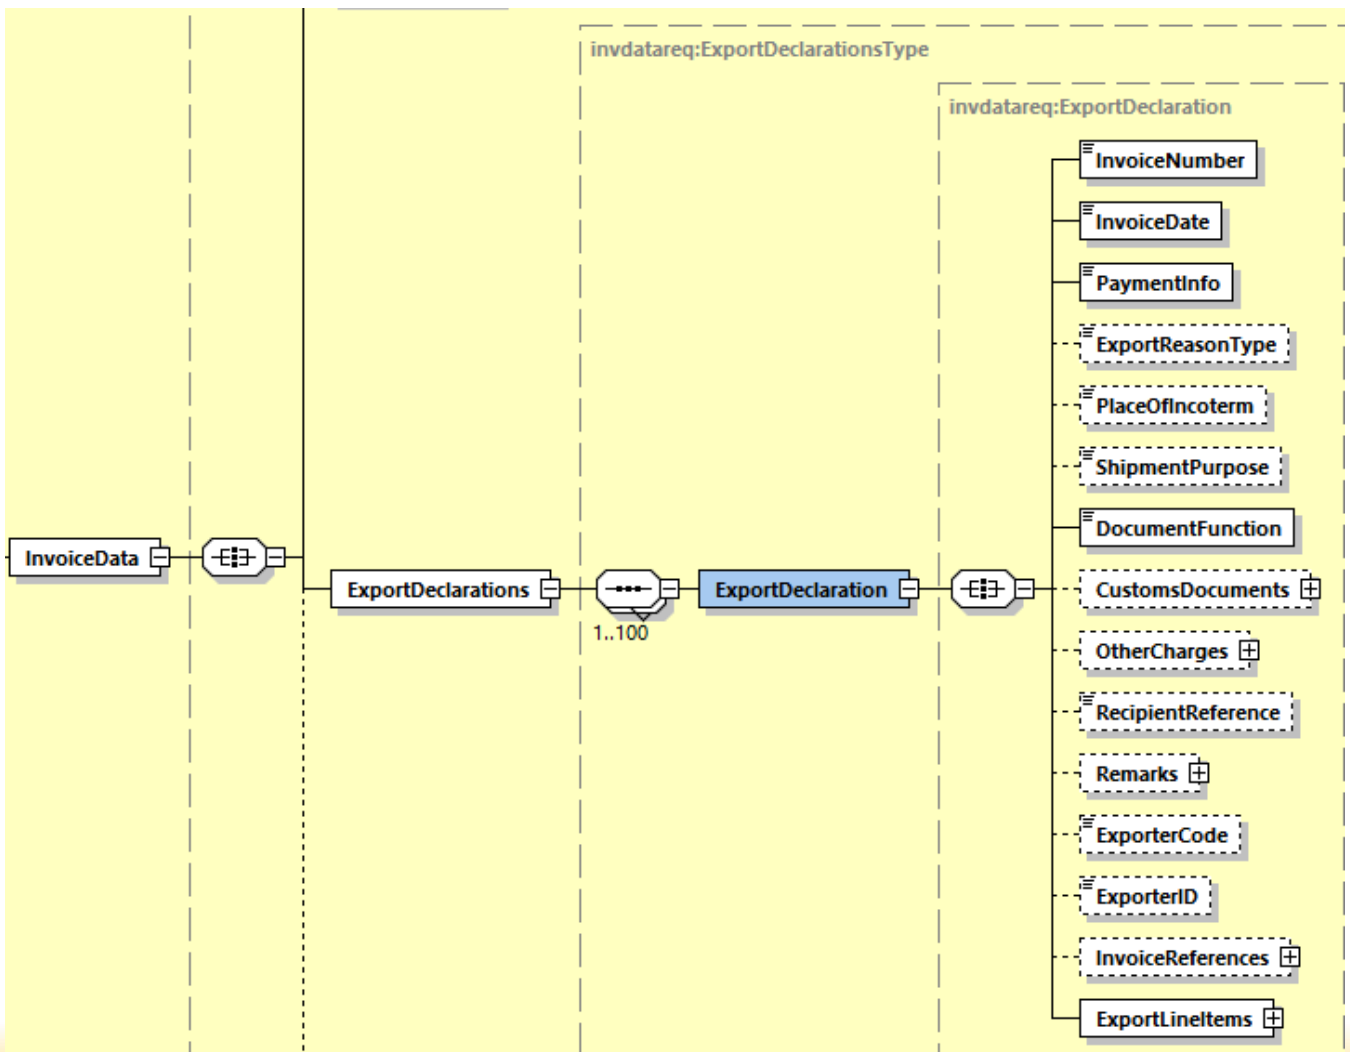 invdatareq:ExportDeclarationsType
invdatareq:ExportDeclaration
InvoiceNumber
InvoiceDate
PaymentInfo
ExportReasonType
PlaceOfIncoterm
ShipmentPurpose
DocumentFunction
InvoiceData
ExportDeclarations
1..100
ExportDeclaration
CustomsDocuments
OtherCharges
RecipientReference
Remarks
ExporterCode
ExporterID
InvoiceReferences
ExportLineItems